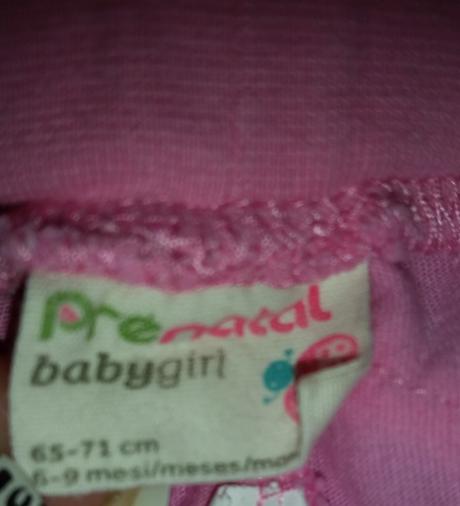 Prenatal
babygirl
65-71 cm
6-9 mesi/meses/